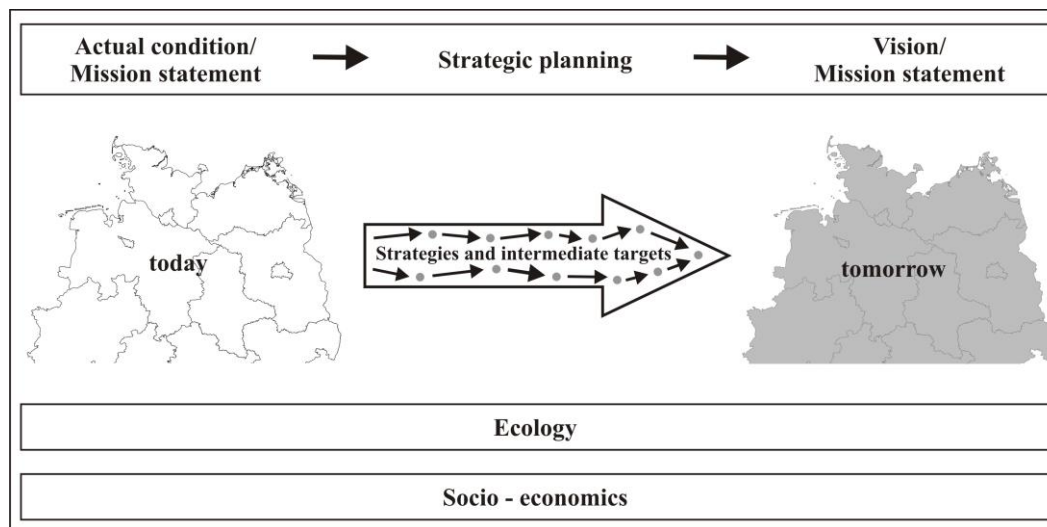 Actual condition/
Mission statement
Strategic planning
Vision/
Mission statement
today
Strategies and intermediate targets
tomorrow
Ecology
Socio - economics